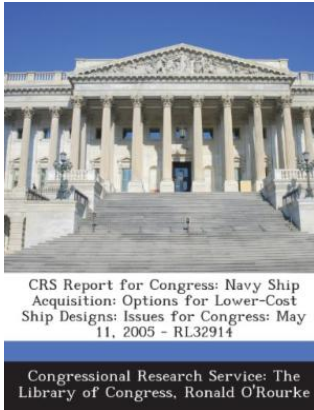 CRS Report for Congress: Navy Ship
Acquisition: Options for Lower-Cost
Ship Designs: Issues for Congress: May
11, 2005 - RL32914
Congressional Research Service: The
Library of Congress, Ronald O'Rourke